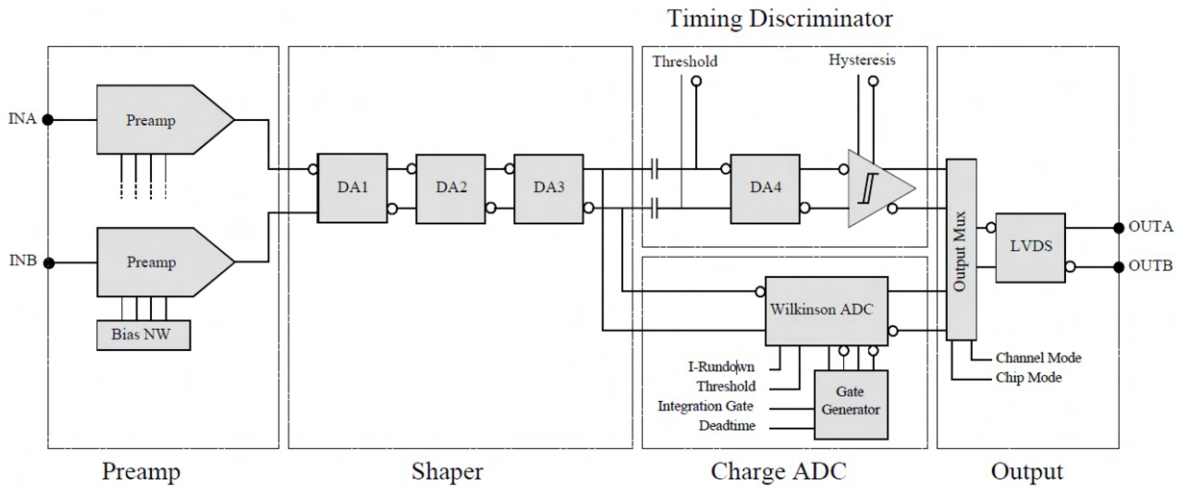 Timing Discriminator
Threshold
Hysteresis
INA
Preamp
DA1
DA2
DA3
DA4
INB
Preamp
Bias NW
Output Mux
LVDS
OUTA
OUTB
Wilkinson ADC
I-Rundown
Threshold
Integration Gate
Deadtime
Gate
Generator
Channel Mode
Chip Mode
Preamp
Shaper
Charge ADC
Output